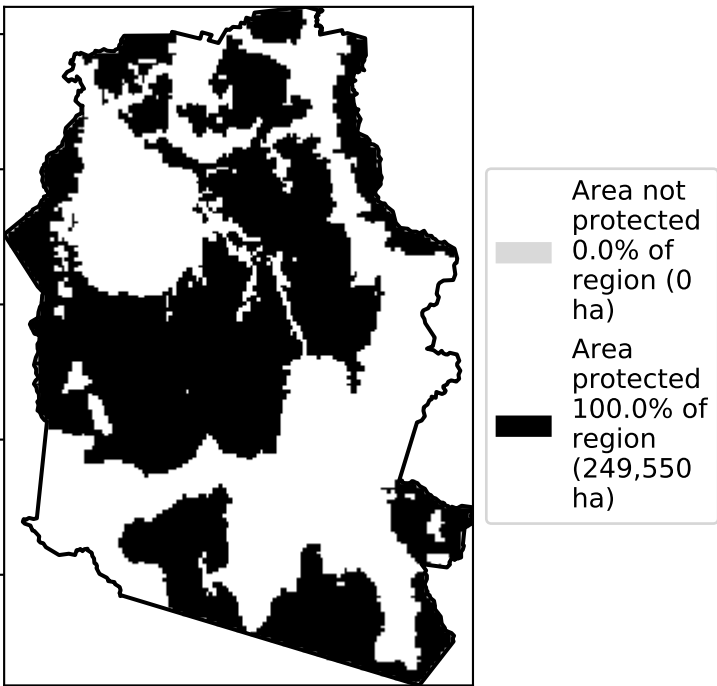 Area not
protected
0.0% of
region (0
ha)
Area
protected
100.0% of
region
(249,550
ha)